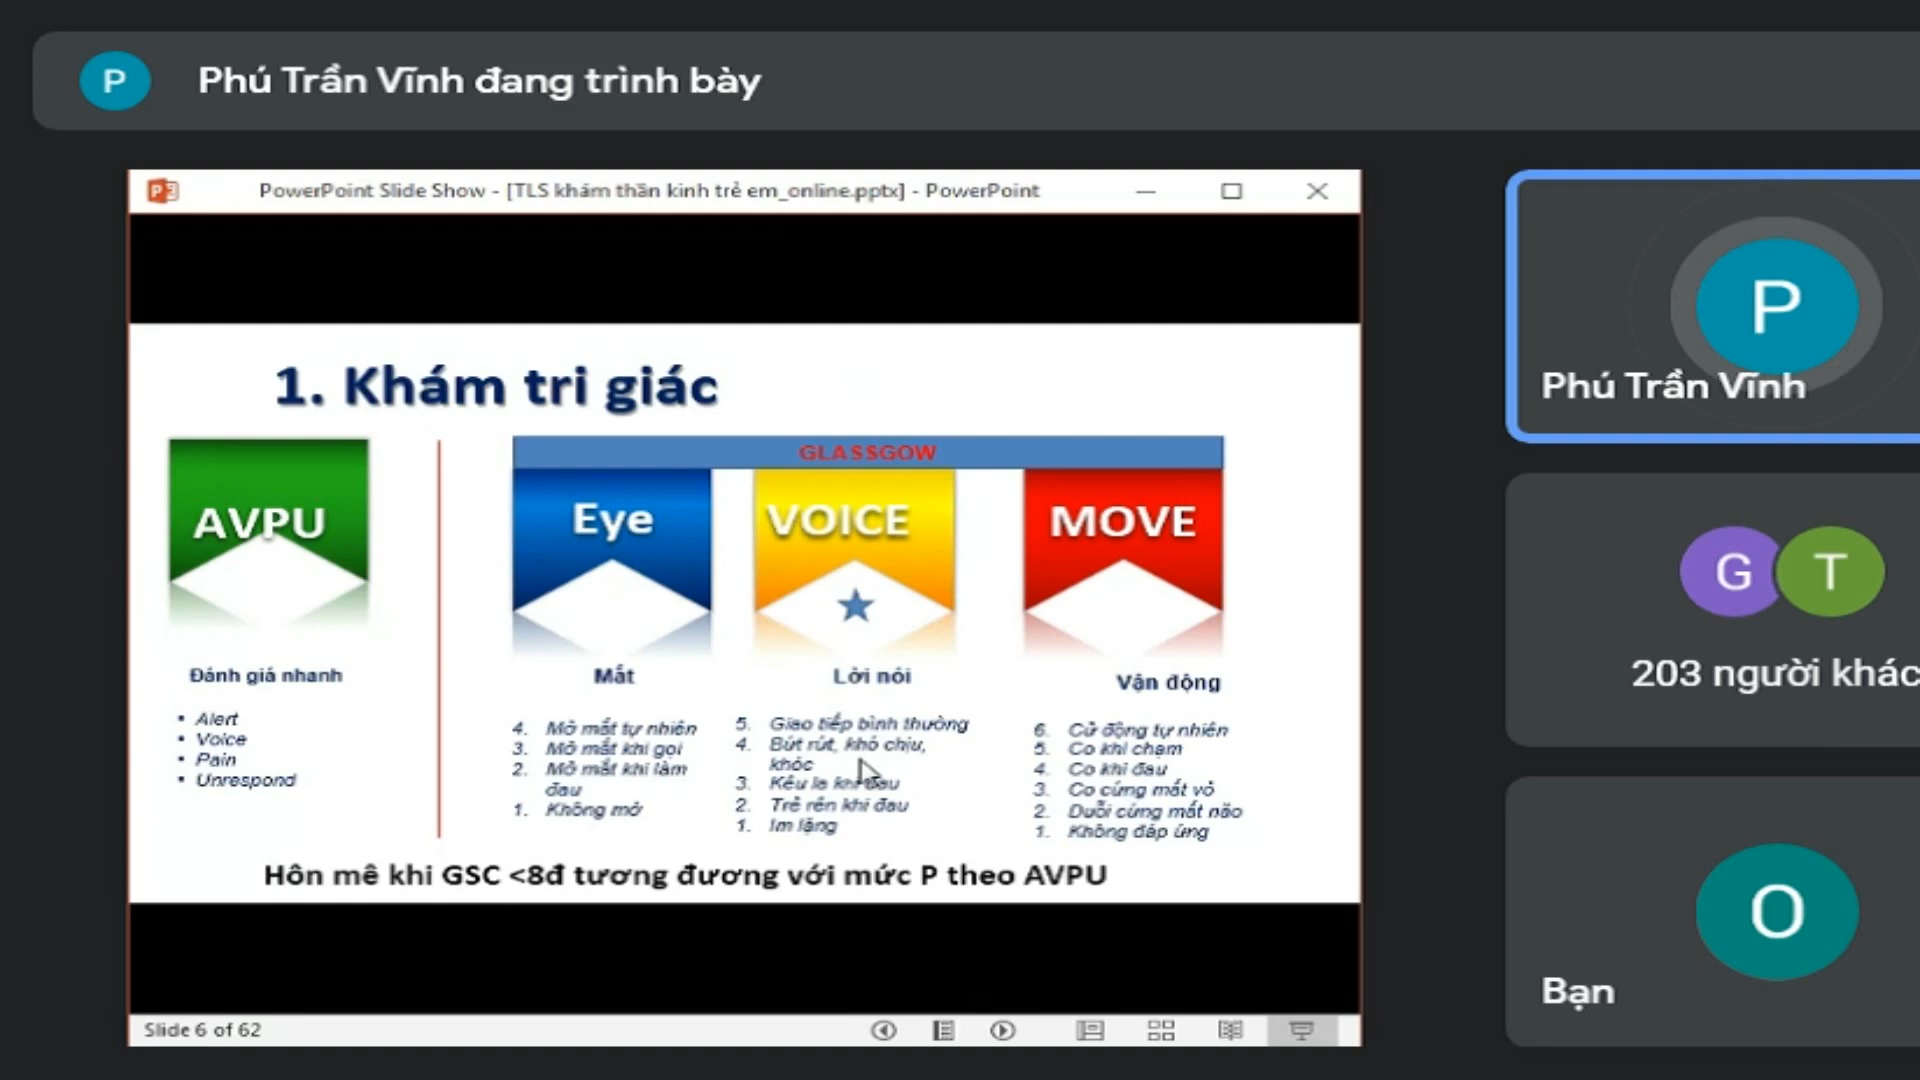 P
Phú Trần Vĩnh đang trình bày
PowerPoint Slide Show - [TLS khám thần kinh trẻ em_online.pptx] - PowerPoint
1. Khám tri giác
GLASSGOW
AVPU
Eye
VOICE
MOVE
Đánh giá nhanh
Mắt
Lời nói
Vận động
• Alert
• Voice
• Pain
• Unrespond
4. Mở mắt tự nhiên
3. Mở mắt khi gọi
2. Mở mắt khi làm
đau
1. Không mở
5. Giao tiếp bình thường
4. Bứt rứt, khó chịu,
khóc
3. Kêu la khi đau
2. Trẻ rên khi đau
1. Im lặng
6. Cử động tự nhiên
5. Co khi chạm
4. Co khi đau
3. Co cứng mất vỏ
2. Duỗi cứng mất não
1. Không đáp ứng
Hôn mê khi GSC <8đ tương đương với mức P theo AVPU
Slide 6 of 62
P
Phú Trần Vĩnh
G T
203 người khác
O
Bạn